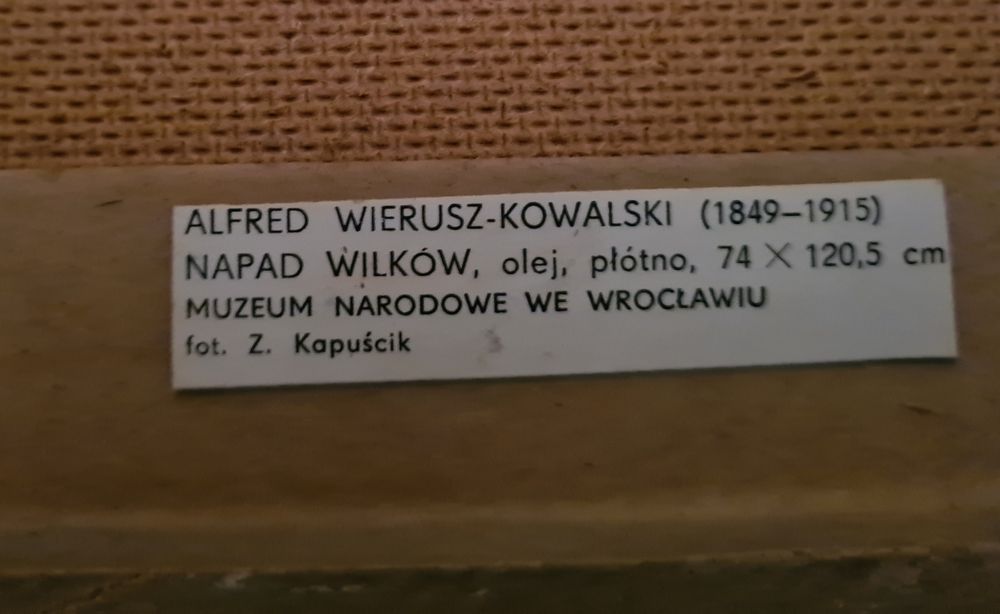 ALFRED WIERUSZ-KOWALSKI (1849–1915)
NAPAD WILKÓW, olej, płótno, 74 × 120,5 cm
MUZEUM NARODOWE WE WROCŁAWIU
fot. Z. Kapuścik